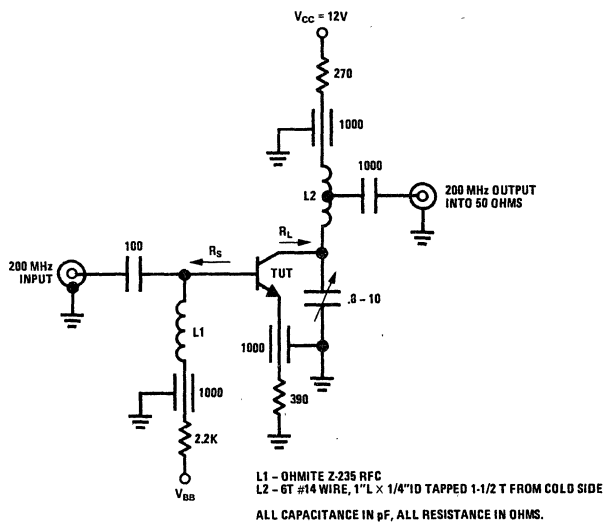 VCC = 12V
270
1000
1000
L2
200 MHz OUTPUT
INTO 50 OHMS
RL
RS
100
200 MHz
INPUT
TUT
.8 – 10
L1
1000
1000
390
2.2K
VBB
L1 – OHMITE Z-235 RFC
L2 – 6T #14 WIRE, 1"L × 1/4"ID TAPPED 1-1/2 T FROM COLD SIDE
ALL CAPACITANCE IN pF, ALL RESISTANCE IN OHMS.